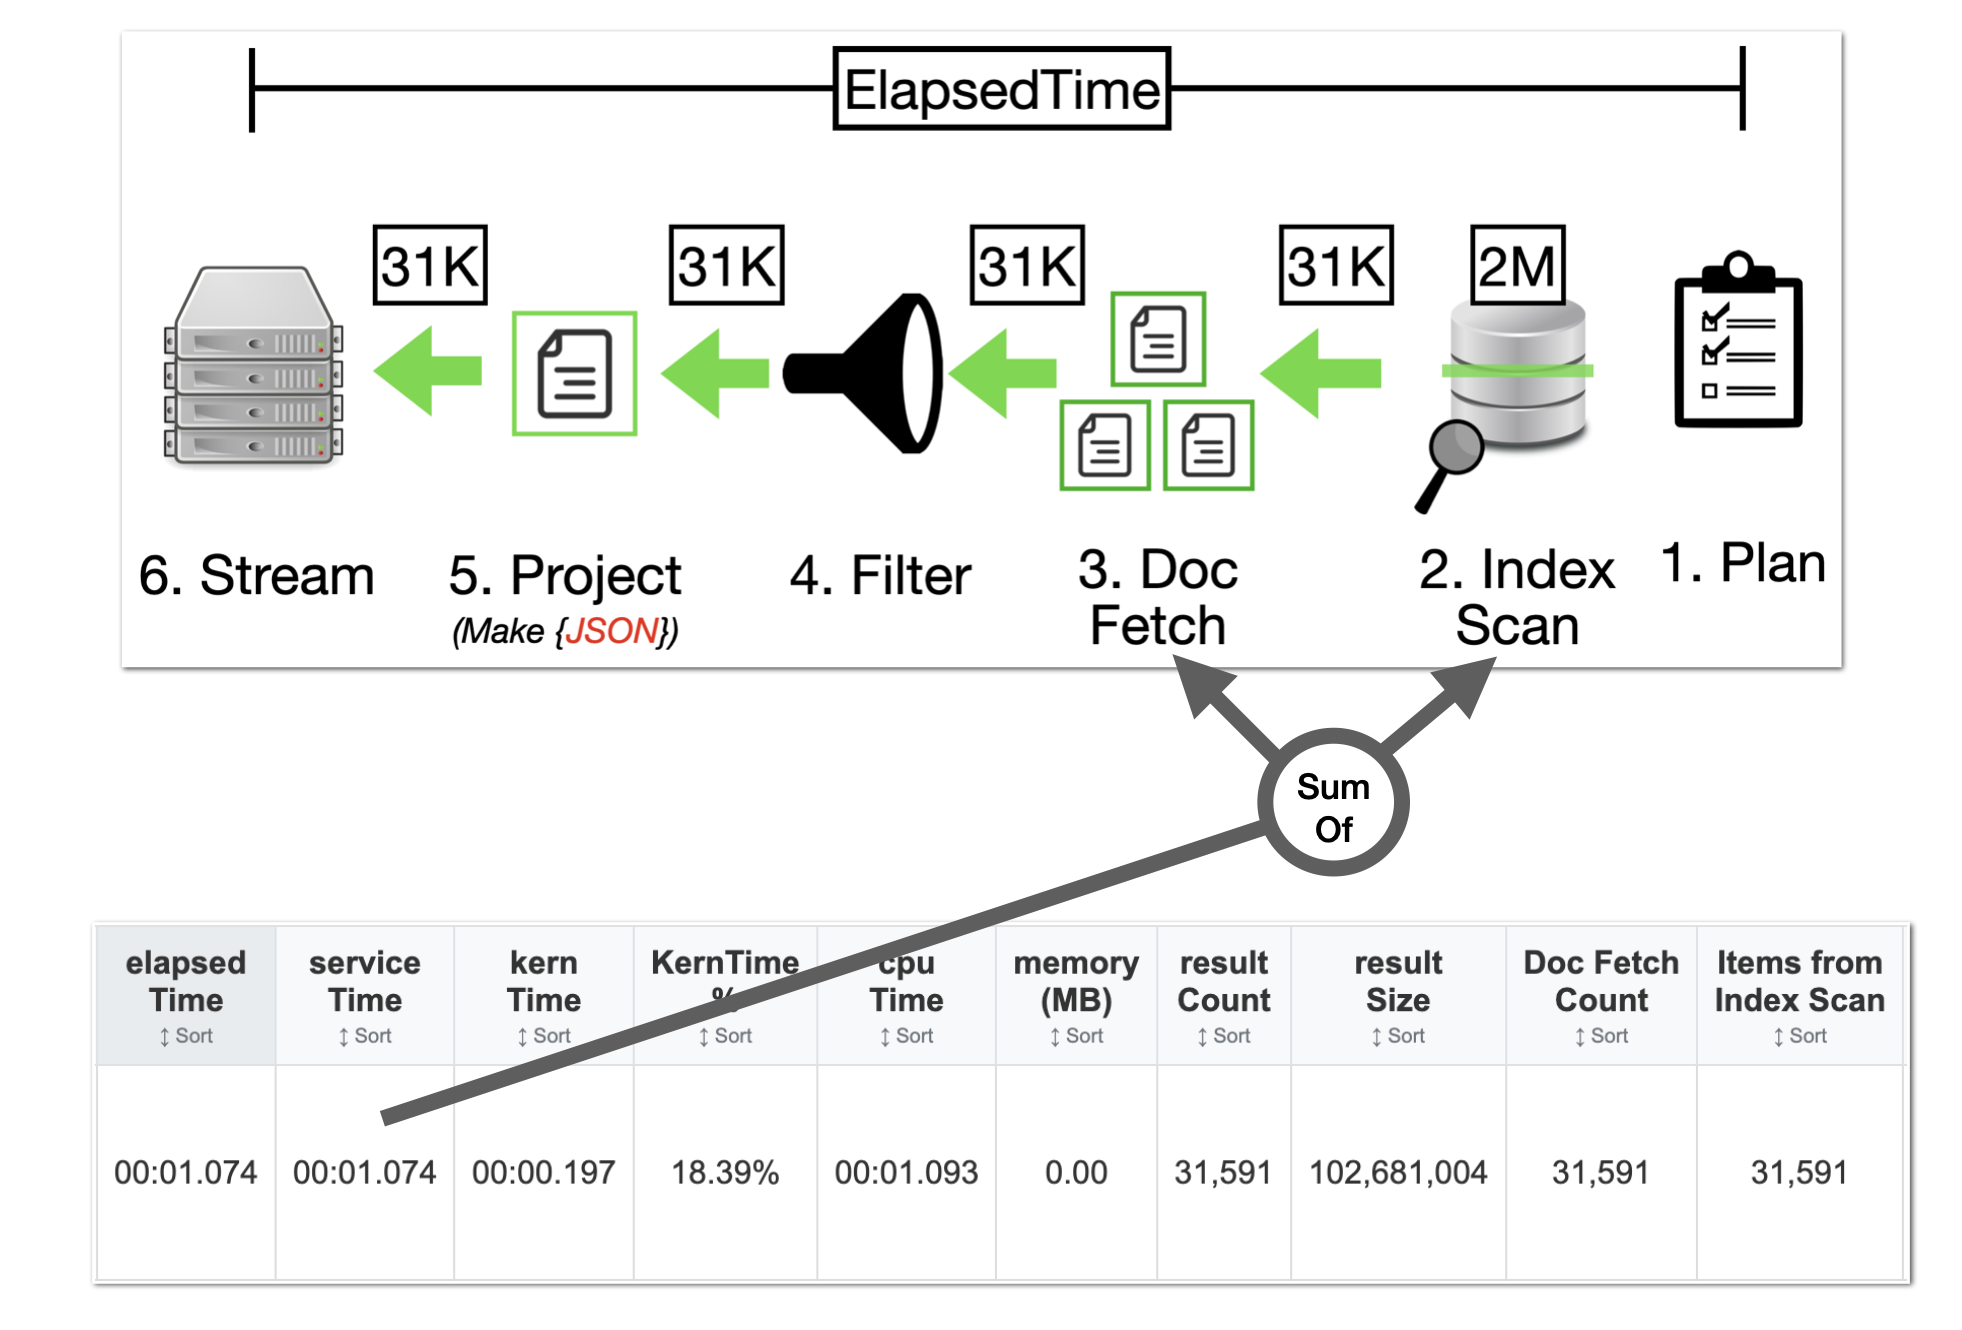 ElapsedTime
31K
31K
31K
31K
2M
6. Stream
5. Project
(Make {JSON})
4. Filter
3. Doc
Fetch
2. Index
Scan
1. Plan
Sum
Of
elapsed
Time
↕ Sort
service
Time
↕ Sort
kern
Time
↕ Sort
KernTime
%
↕ Sort
cpu
Time
↕ Sort
memory
(MB)
↕ Sort
result
Count
↕ Sort
result
Size
↕ Sort
Doc Fetch
Count
↕ Sort
Items from
Index Scan
↕ Sort
00:01.074
00:01.074
00:00.197
18.39%
00:01.093
0.00
31,591
102,681,004
31,591
31,591